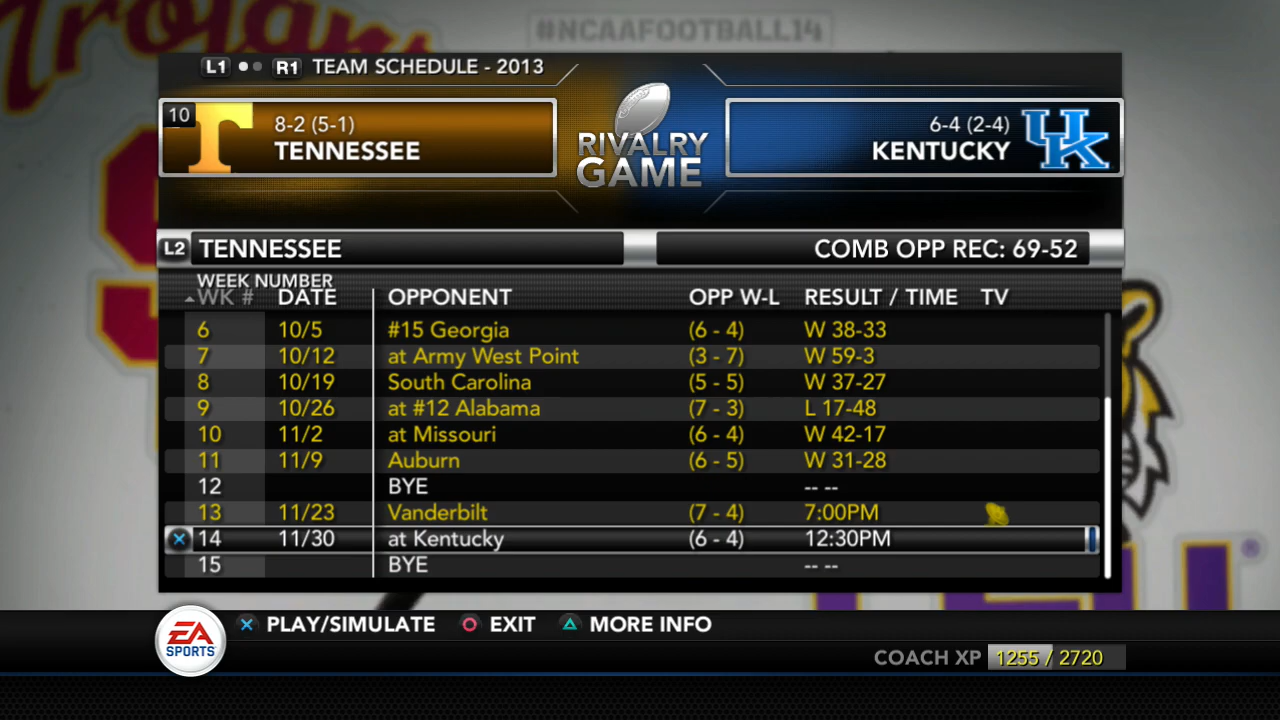 Trojans
#NCAAFOOTBALL14
L1 R1 TEAM SCHEDULE - 2013
10 T 8-2 (5-1) TENNESSEE
RIVALRY GAME
6-4 (2-4) KENTUCKY UK
L2 TENNESSEE COMB OPP REC: 69-52
WEEK NUMBER
WK # DATE OPPONENT OPP W-L RESULT / TIME TV
6 10/5 #15 Georgia (6 - 4) W 38-33
7 10/12 at Army West Point (3 - 7) W 59-3
8 10/19 South Carolina (5 - 5) W 37-27
9 10/26 at #12 Alabama (7 - 3) L 17-48
10 11/2 at Missouri (6 - 4) W 42-17
11 11/9 Auburn (6 - 5) W 31-28
12 BYE -- --
13 11/23 Vanderbilt (7 - 4) 7:00PM
14 11/30 at Kentucky (6 - 4) 12:30PM
15 BYE -- --
EA SPORTS PLAY/SIMULATE EXIT MORE INFO
COACH XP 1255 / 2720